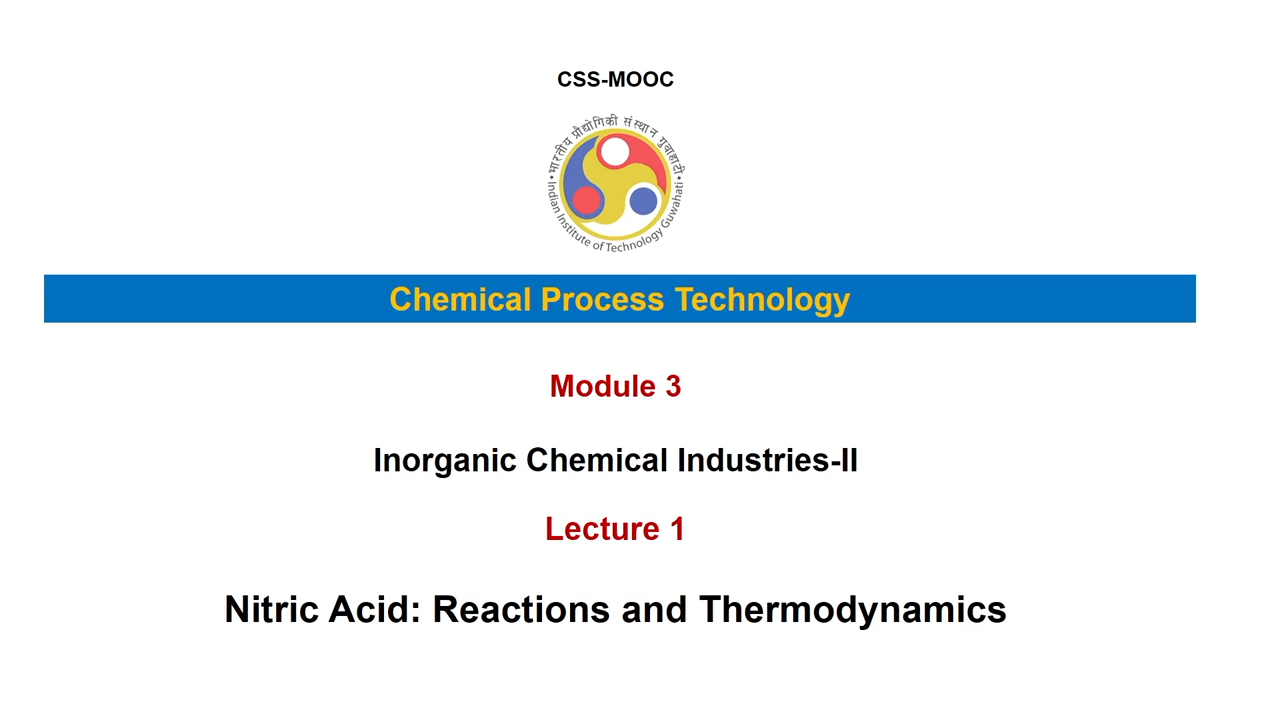 CSS-MOOC
भारतीय प्रौद्योगिकी संस्थान गुवाहाटी
Indian Institute of Technology Guwahati
Chemical Process Technology
Module 3
Inorganic Chemical Industries-II
Lecture 1
Nitric Acid: Reactions and Thermodynamics